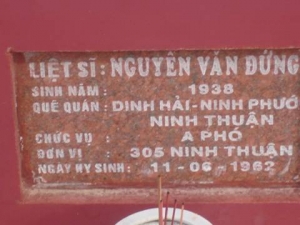 LIỆT SĨ: NGUYỄN VĂN ĐỨNG
SINH NĂM : 1938
QUÊ QUÁN: DINH HẢI-NINH PHƯỚ
NINH THUẬN
CHỨC VỤ : A PHÓ
ĐƠN VỊ : 305 NINH THUẬN
NGÀY HY SINH: 11-06-1962